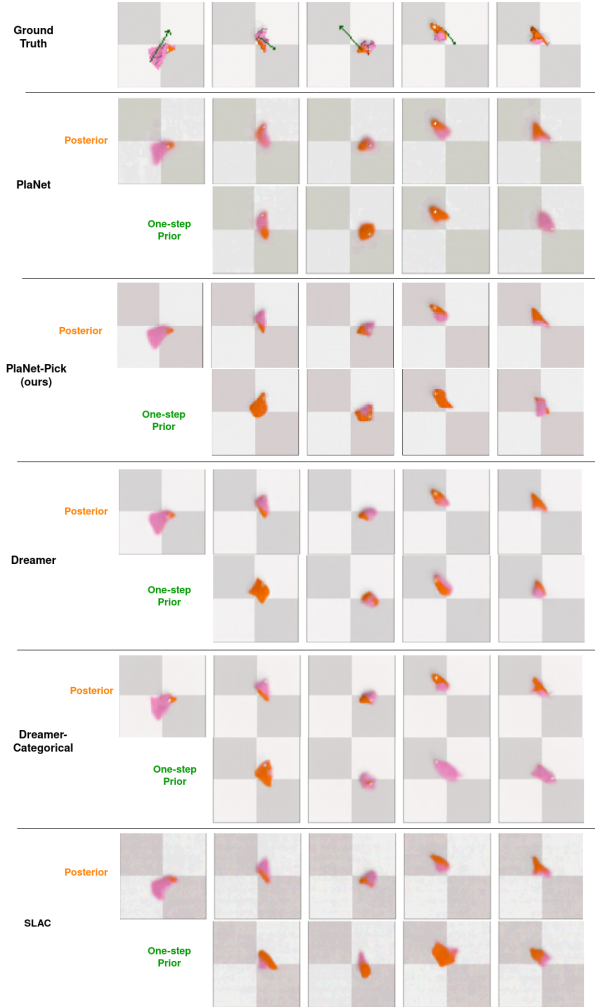 Ground
Truth
Posterior
PlaNet
One-step
Prior
Posterior
PlaNet-Pick
(ours)
One-step
Prior
Posterior
Dreamer
One-step
Prior
Posterior
Dreamer-
Categorical
One-step
Prior
Posterior
SLAC
One-step
Prior